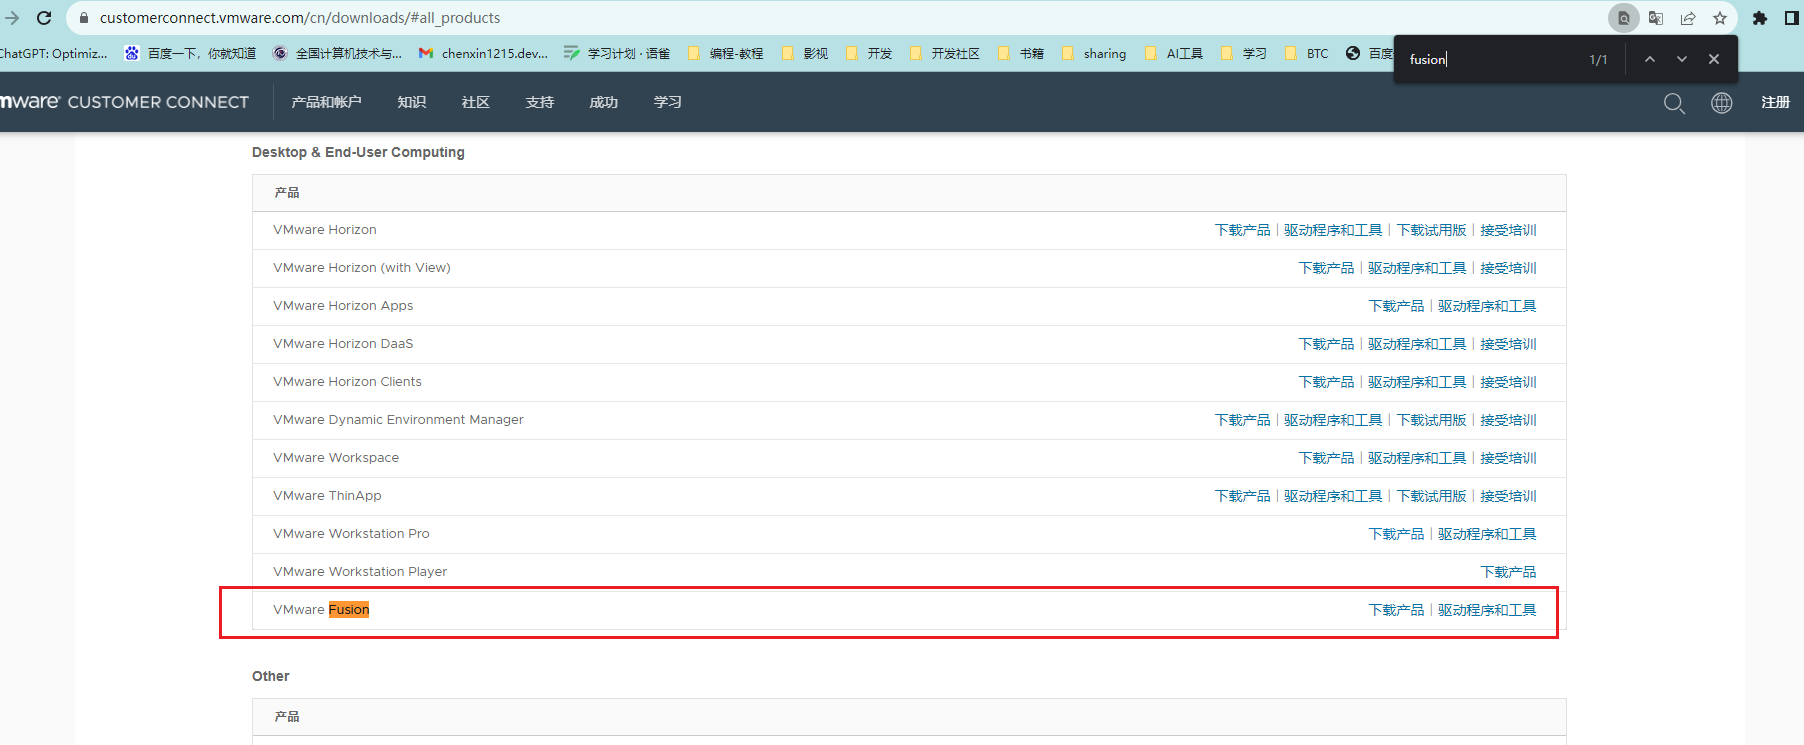 customerconnect.vmware.com/cn/downloads/#all_products
ChatGPT: Optimiz... 百度一下，你就知道 全国计算机技术与... chenxin1215.dev... 学习计划 · 语雀 编程-教程 影视 开发 开发社区 书籍 sharing AI工具 学习 BTC 百度
fusion 1/1
mware® CUSTOMER CONNECT 产品和帐户 知识 社区 支持 成功 学习 注册
Desktop & End-User Computing
产品
VMware Horizon 下载产品 | 驱动程序和工具 | 下载试用版 | 接受培训
VMware Horizon (with View) 下载产品 | 驱动程序和工具 | 接受培训
VMware Horizon Apps 下载产品 | 驱动程序和工具
VMware Horizon DaaS 下载产品 | 驱动程序和工具 | 接受培训
VMware Horizon Clients 下载产品 | 驱动程序和工具 | 接受培训
VMware Dynamic Environment Manager 下载产品 | 驱动程序和工具 | 下载试用版 | 接受培训
VMware Workspace 下载产品 | 驱动程序和工具 | 接受培训
VMware ThinApp 下载产品 | 驱动程序和工具 | 下载试用版 | 接受培训
VMware Workstation Pro 下载产品 | 驱动程序和工具
VMware Workstation Player 下载产品
VMware Fusion 下载产品 | 驱动程序和工具
Other
产品